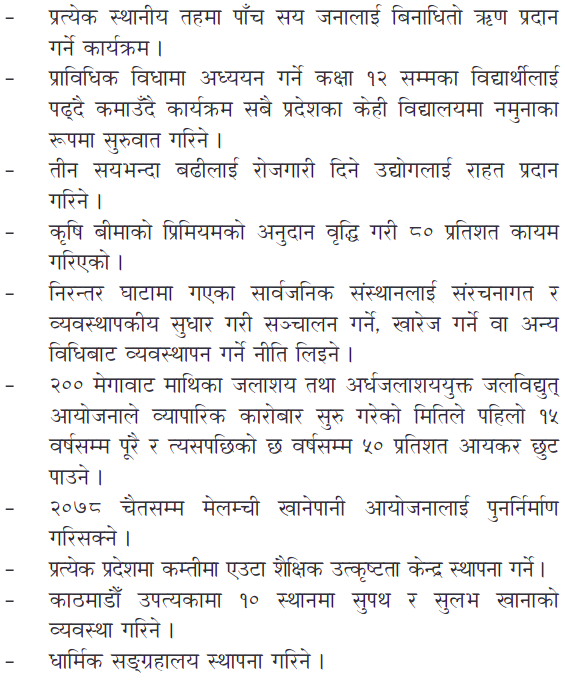 – प्रत्येक स्थानीय तहमा पाँच सय जनालाई बिनाधितो ऋण प्रदान
गर्ने कार्यक्रम ।
– प्राविधिक विधामा अध्ययन गर्ने कक्षा १२ सम्मका विद्यार्थीलाई
पढ्दै कमाउँदै कार्यक्रम सबै प्रदेशका केही विद्यालयमा नमुनाका
रूपमा सुरुवात गरिने ।
– तीन सयभन्दा बढीलाई रोजगारी दिने उद्योगलाई राहत प्रदान
गरिने ।
– कृषि बीमाको प्रिमियमको अनुदान वृद्धि गरी ८० प्रतिशत कायम
गरिएको ।
– निरन्तर घाटामा गएका सार्वजनिक संस्थानलाई संरचनागत र
व्यवस्थापकीय सुधार गरी सञ्चालन गर्ने, खारेज गर्ने वा अन्य
विधिबाट व्यवस्थापन गर्ने नीति लिइने ।
– २०० मेगावाट माथिका जलाशय तथा अर्धजलाशययुक्त जलविद्युत्
आयोजनाले व्यापारिक कारोबार सुरु गरेको मितिले पहिलो १५
वर्षसम्म पूरै र त्यसपछिको छ वर्षसम्म ५० प्रतिशत आयकर छुट
पाउने ।
– २०७८ चैतसम्म मेलम्ची खानेपानी आयोजनालाई पुनर्निर्माण
गरिसक्ने ।
– प्रत्येक प्रदेशमा कम्तीमा एउटा शैक्षिक उत्कृष्टता केन्द्र स्थापना गर्ने ।
– काठमाडौँ उपत्यकामा १० स्थानमा सुपथ र सुलभ खानाको
व्यवस्था गरिने ।
– धार्मिक सङ्ग्रहालय स्थापना गरिने ।